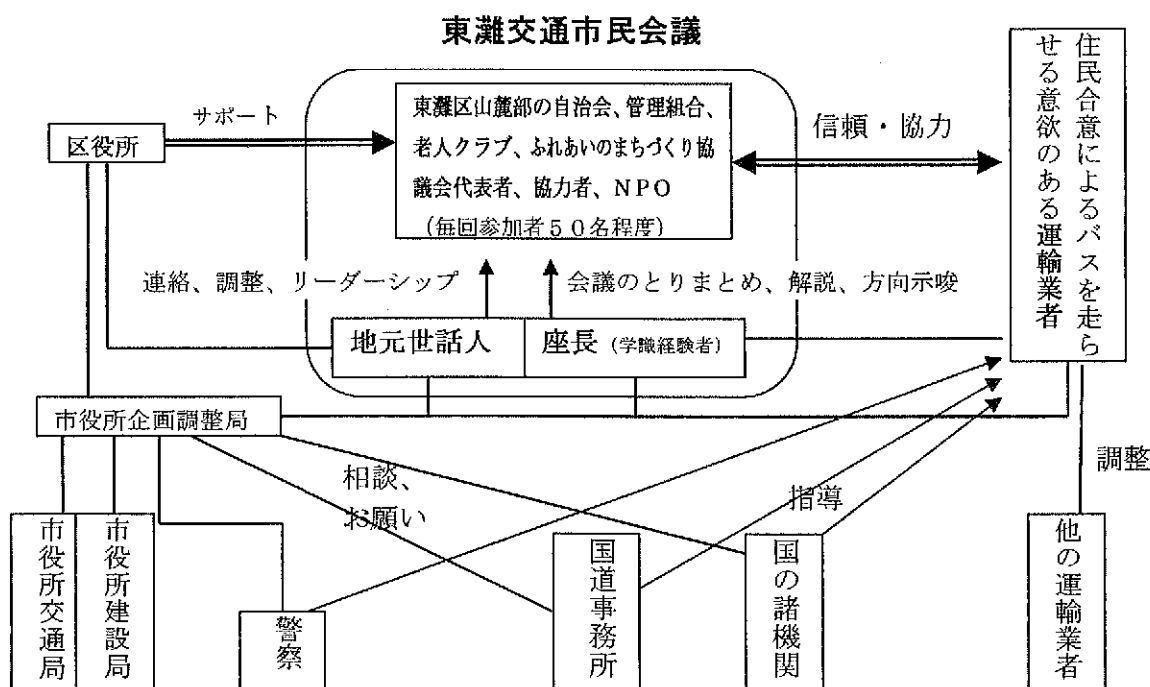 東灘交通市民会議
東灘区山麓部の自治会、管理組合、
老人クラブ、ふれあいのまちづくり協
議会代表者、協力者、ＮＰＯ
（毎回参加者５０名程度）
サポート
区役所
信頼・協力
住民合意によるバスを走ら
せる意欲のある運輸業者
連絡、調整、リーダーシップ
会議のとりまとめ、解説、方向示唆
地元世話人
座長（学識経験者）
市役所企画調整局
相談、
お願い
指導
調整
市役所交通局
市役所建設局
警察
国道事務所
国の諸機関
他の運輸業者